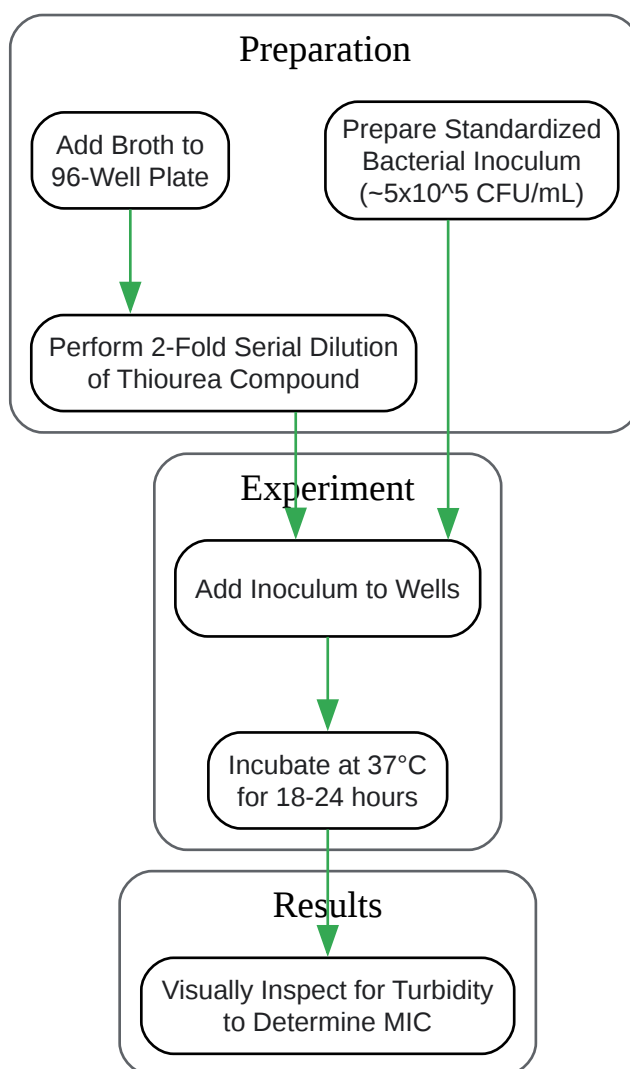 Preparation
Add Broth to
96-Well Plate
Prepare Standardized
Bacterial Inoculum
(~5x10^5 CFU/mL)
Perform 2-Fold Serial Dilution
of Thiourea Compound
Experiment
Add Inoculum to Wells
Incubate at 37°C
for 18-24 hours
Results
Visually Inspect for Turbidity
to Determine MIC